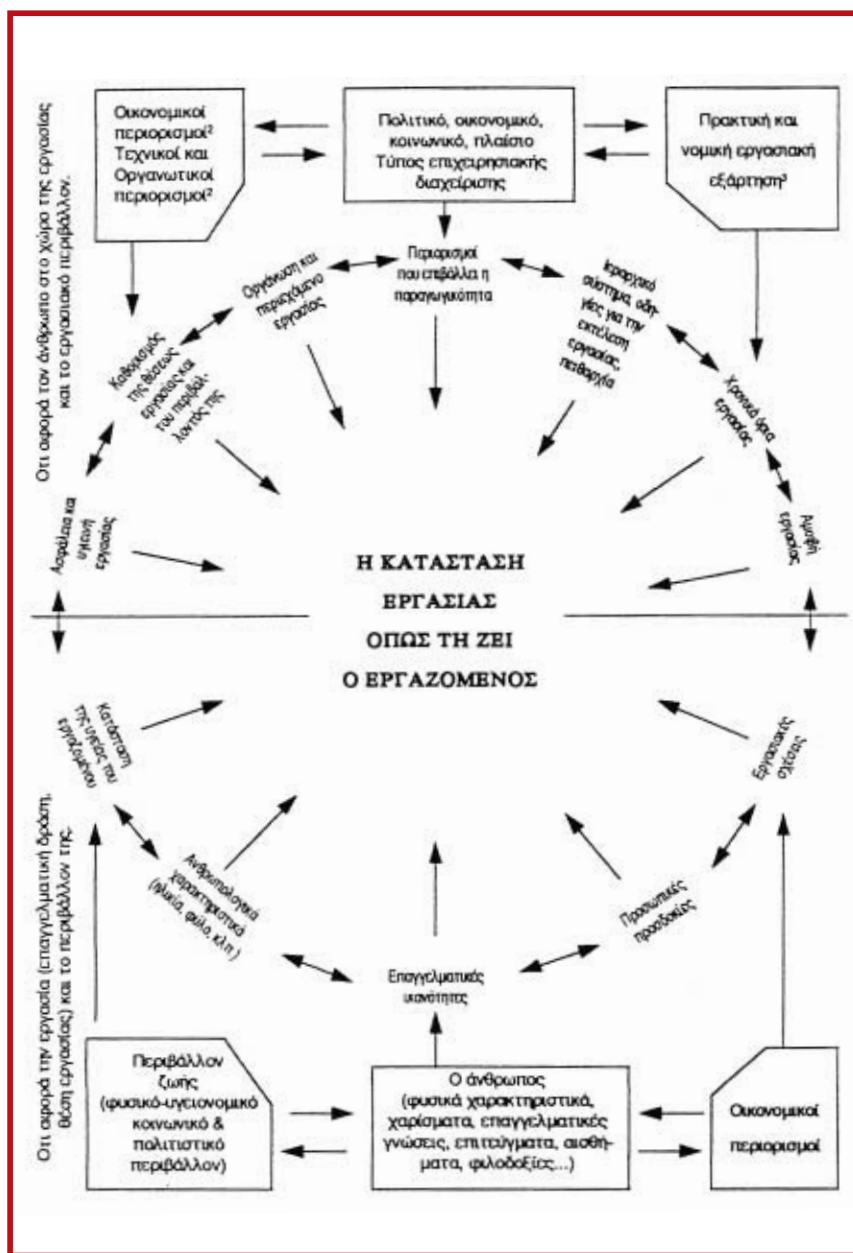 Οτι αφορά τον άνθρωπο στο χώρο της εργασίας
και το εργασιακό περιβάλλον.
Οικονομικοί
περιορισμοί²
Τεχνικοί και
Οργανωτικοί
περιορισμοί²
Πολιτικό, οικονομικό,
κοινωνικό, πλαίσιο
Τύπος επιχειρησιακής
διαχείρισης
Πρακτική και
νομική εργασιακή
εξάρτηση³
Ασφάλεια και
υγιεινή
εργασίας
Καθορισμός
της θέσεως
εργασίας και
του περιβάλ-
λοντός της
Οργάνωση και
περιεχόμενο
εργασίας
Περιορισμοί
που επιβάλλει η
παραγωγικότητα
Ιεραρχικό
σύστημα, οδη-
γίες για την
εκτέλεση
εργασίας,
πειθαρχία
Χρονικά όρια
εργασίας
Αμοιβή
εργασίας
Η ΚΑΤΑΣΤΑΣΗ
ΕΡΓΑΣΙΑΣ
ΟΠΩΣ ΤΗ ΖΕΙ
Ο ΕΡΓΑΖΟΜΕΝΟΣ
Οτι αφορά την εργασία (επαγγελματική δράση,
θέση εργασίας) και το περιβάλλον της.
Κατάσταση
της υγείας του
εργαζομένου
Ανθρωπολογικά
χαρακτηριστικά
(ηλικία, φύλο, κλπ.)
Επαγγελματικές
ικανότητες
Προσωπικές
προσδοκίες
Εργασιακές
σχέσεις
Περιβάλλον
ζωής
(φυσικό-υγειονομικό
κοινωνικό &
πολιτιστικό
περιβάλλον)
Ο άνθρωπος
(φυσικά χαρακτηριστικά,
χαρίσματα, επαγγελματικές
γνώσεις, επιτεύγματα, αισθή-
ματα, φιλοδοξίες...)
Οικονομικοί
περιορισμοί